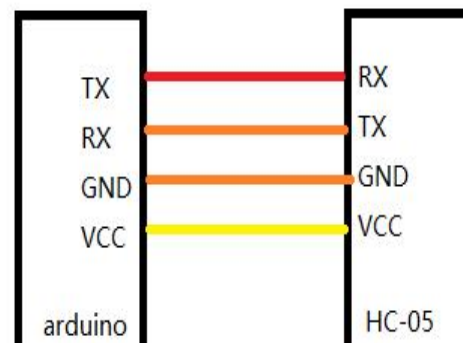 TX RX
RX TX
GND GND
VCC VCC
arduino HC-05